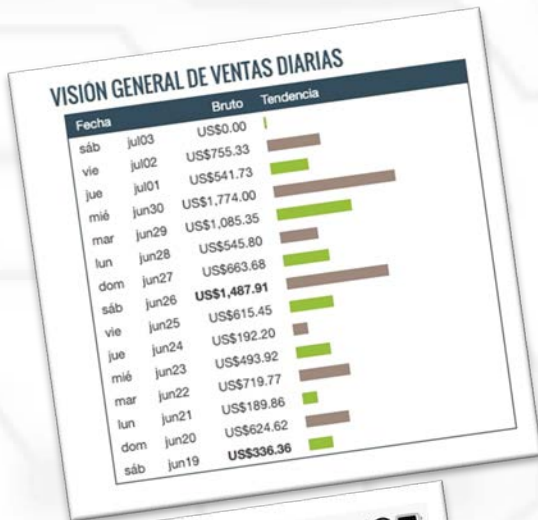 VISIÓN GENERAL DE VENTAS DIARIAS
Fecha Bruto Tendencia
sáb jul03 US$0.00
vie jul02 US$755.33
jue jul01 US$541.73
mié jun30 US$1,774.00
mar jun29 US$1,085.35
lun jun28 US$545.80
dom jun27 US$663.68
sáb jun26 US$1,487.91
vie jun25 US$615.45
jue jun24 US$192.20
mié jun23 US$493.92
mar jun22 US$719.77
lun jun21 US$189.86
dom jun20 US$624.62
sáb jun19 US$336.36